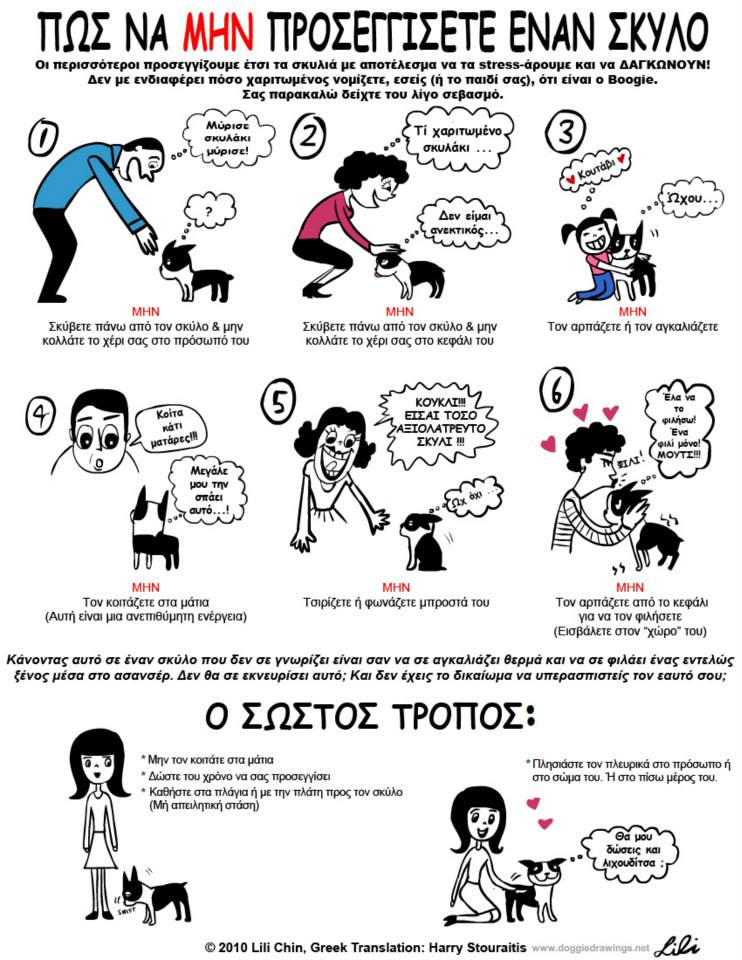 ΠΩΣ ΝΑ ΜΗΝ ΠΡΟΣΕΓΓΙΣΕΤΕ ΕΝΑΝ ΣΚΥΛΟ
Οι περισσότεροι προσεγγίζουμε έτσι τα σκυλιά με αποτέλεσμα να τα stress-άρουμε και να ΔΑΓΚΩΝΟΥΝ!
Δεν με ενδιαφέρει πόσο χαριτωμένος νομίζετε, εσείς (ή το παιδί σας), ότι είναι ο Boogie.
Σας παρακαλώ δείχτε του λίγο σεβασμό.
1
Μύρισε
σκυλάκι
μύρισε!
?
ΜΗΝ
Σκύβετε πάνω από τον σκύλο & μην
κολλάτε το χέρι σας στο πρόσωπό του
2
Τί χαριτωμένο
σκυλάκι ...
Δεν είμαι
ανεκτικός...
ΜΗΝ
Σκύβετε πάνω από τον σκύλο & μην
κολλάτε το χέρι σας στο κεφάλι του
3
Κουτάβι
Ώχου...
ΜΗΝ
Τον αρπάζετε ή τον αγκαλιάζετε
4
Κοίτα
κάτι
ματάρες!!!
Μεγάλε
μου την
σπάει
αυτό...!
ΜΗΝ
Τον κοιτάζετε στα μάτια
(Αυτή είναι μια ανεπιθύμητη ενέργεια)
5
ΚΟΥΚΛΙ!!!
ΕΙΣΑΙ ΤΟΣΟ
ΑΞΙΟΛΑΤΡΕΥΤΟ
ΣΚΥΛΙ !!!
Ωχ όχι ...
ΜΗΝ
Τσιρίζετε ή φωνάζετε μπροστά του
6
Έλα να
το
φιλήσω!
Ένα
φιλί μόνο!
ΜΟΥΤΣ!!!
ΦΙΛΙ!
ΜΗΝ
Τον αρπάζετε από το κεφάλι
για να τον φιλήσετε
(Εισβάλετε στον "χώρο" του)
Κάνοντας αυτό σε έναν σκύλο που δεν σε γνωρίζει είναι σαν να σε αγκαλιάζει θερμά και να σε φιλάει ένας εντελώς
ξένος μέσα στο ασανσέρ. Δεν θα σε εκνευρίσει αυτό; Και δεν έχεις το δικαίωμα να υπερασπιστείς τον εαυτό σου;
Ο ΣΩΣΤΟΣ ΤΡΟΠΟΣ:
* Μην τον κοιτάτε στα μάτια
* Δώστε του χρόνο να σας προσεγγίσει
* Καθήστε στα πλάγια ή με την πλάτη προς τον σκύλο
(Μή απειλητική στάση)
SNIFF
* Πλησιάστε τον πλευρικά στο πρόσωπο ή
στο σώμα του. Ή στο πίσω μέρος του.
Θα μου
δώσεις και
λιχουδίτσα ;
© 2010 Lili Chin, Greek Translation: Harry Stouraitis www.doggiedrawings.net Lili